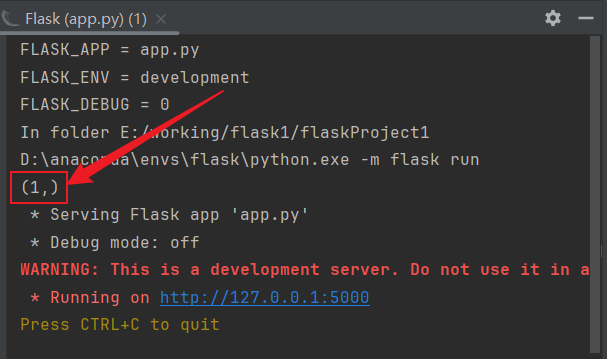 Flask (app.py) (1)
FLASK_APP = app.py
FLASK_ENV = development
FLASK_DEBUG = 0
In folder E:/working/flask1/flaskProject1
D:\anaconda\envs\flask\python.exe -m flask run
(1,)
* Serving Flask app 'app.py'
* Debug mode: off
WARNING: This is a development server. Do not use it in a
* Running on http://127.0.0.1:5000
Press CTRL+C to quit